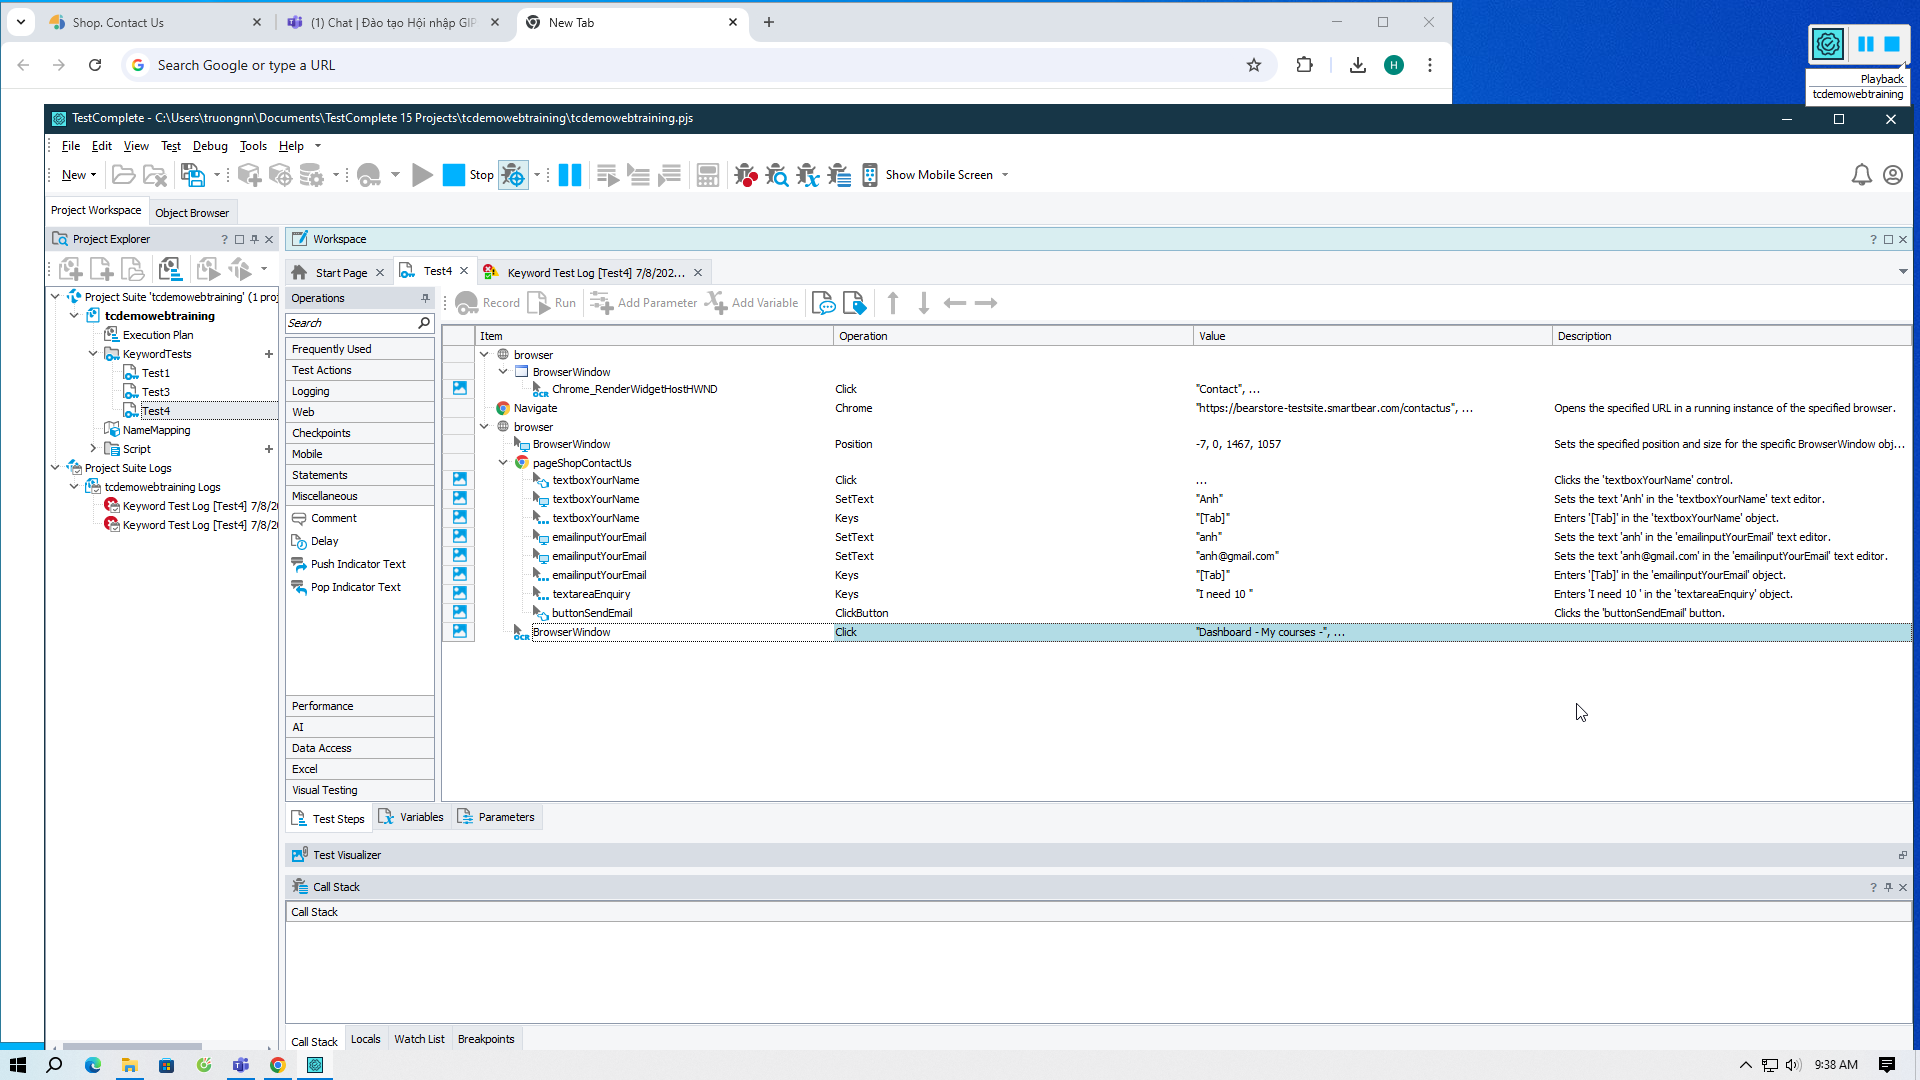 Shop. Contact Us
(1) Chat | Đào tạo Hội nhập GIP
New Tab
Search Google or type a URL
H
Playback
tcdemowebtraining
TestComplete - C:\Users\truongnn\Documents\TestComplete 15 Projects\tcdemowebtraining\tcdemowebtraining.pjs
File Edit View Test Debug Tools Help
New
Stop
Show Mobile Screen
Project Workspace
Object Browser
Project Explorer
?
Workspace
?
Start Page
Test4
Keyword Test Log [Test4] 7/8/202...
Project Suite 'tcdemowebtraining' (1 proj
tcdemowebtraining
Execution Plan
KeywordTests
Test1
Test3
Test4
NameMapping
Script
Project Suite Logs
tcdemowebtraining Logs
Keyword Test Log [Test4] 7/8/20
Keyword Test Log [Test4] 7/8/20
Operations
Search
Frequently Used
Test Actions
Logging
Web
Checkpoints
Mobile
Statements
Miscellaneous
Comment
Delay
Push Indicator Text
Pop Indicator Text
Performance
AI
Data Access
Excel
Visual Testing
Record Run Add Parameter Add Variable
Item Operation Value Description
browser
BrowserWindow
Chrome_RenderWidgetHostHWND Click "Contact", ...
Navigate Chrome "https://bearstore-testsite.smartbear.com/contactus", ... Opens the specified URL in a running instance of the specified browser.
browser
BrowserWindow Position -7, 0, 1467, 1057 Sets the specified position and size for the specific BrowserWindow obj...
pageShopContactUs
textboxYourName Click ... Clicks the 'textboxYourName' control.
textboxYourName SetText "Anh" Sets the text 'Anh' in the 'textboxYourName' text editor.
textboxYourName Keys "[Tab]" Enters '[Tab]' in the 'textboxYourName' object.
emailinputYourEmail SetText "anh" Sets the text 'anh' in the 'emailinputYourEmail' text editor.
emailinputYourEmail SetText "anh@gmail.com" Sets the text 'anh@gmail.com' in the 'emailinputYourEmail' text editor.
emailinputYourEmail Keys "[Tab]" Enters '[Tab]' in the 'emailinputYourEmail' object.
textareaEnquiry Keys "I need 10 " Enters 'I need 10 ' in the 'textareaEnquiry' object.
buttonSendEmail ClickButton Clicks the 'buttonSendEmail' button.
BrowserWindow Click "Dashboard - My courses -", ...
Test Steps Variables Parameters
Test Visualizer
Call Stack
?
Call Stack
Call Stack Locals Watch List Breakpoints
9:38 AM